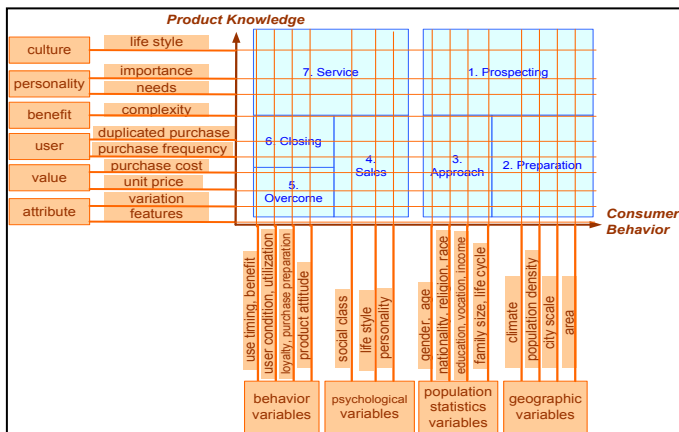 Product Knowledge
culture
life style
personality
importance
needs
benefit
complexity
user
duplicated purchase
purchase frequency
value
purchase cost
unit price
attribute
variation
features
7. Service
1. Prospecting
6. Closing
4.
Sales
5.
Overcome
3.
Approach
2. Preparation
Consumer
Behavior
use timing, benefit
user condition, utilization
loyalty, purchase preparation
product attitude
social class
life style
personality
gender, age
nationality, religion, race
education, vocation, income
family size, life cycle
climate
population density
city scale
area
behavior
variables
psychological
variables
population
statistics
variables
geographic
variables